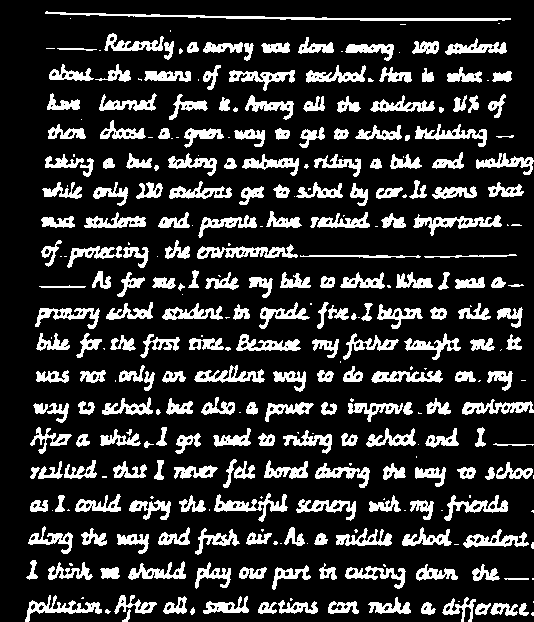 Recently, a survey was done among 2000 students
about the means of transport toschool. Here is what we
have learned from it. Among all the students, 86% of
them choose a green way to get to school, including
taking a bus, taking a subway, riding a bike and walking
while only 280 students get to school by car. It seems that
most students and parents have realized the importance
of protecting the environment.
As for me, I ride my bike to school. When I was a
primary school student in grade five, I began to ride my
bike for the first time. Because my father taught me it
was not only an excellent way to do exericise on my
way to school, but also a power to improve the environm
After a while, I got used to riding to school and I
realized that I never felt bored during the way to schoo
as I could enjoy the beautiful scenery with my friends
along the way and fresh air. As a middle school student,
I think we should play our part in cutting down the
pollution. After all, small actions can make a difference.